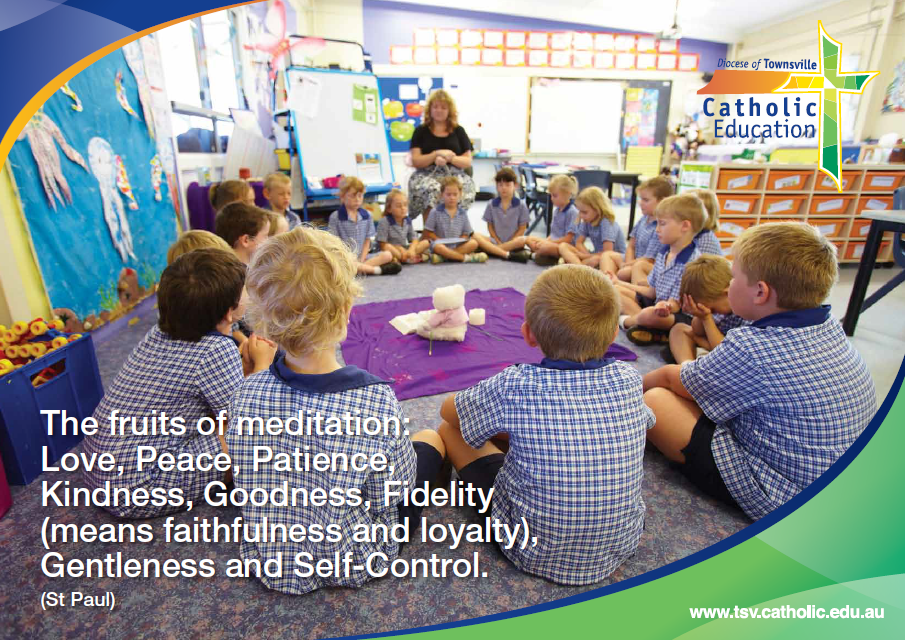 Diocese of Townsville
Catholic
Education
The fruits of meditation:
Love, Peace, Patience,
Kindness, Goodness, Fidelity
(means faithfulness and loyalty),
Gentleness and Self-Control.
(St Paul)
www.tsv.catholic.edu.au